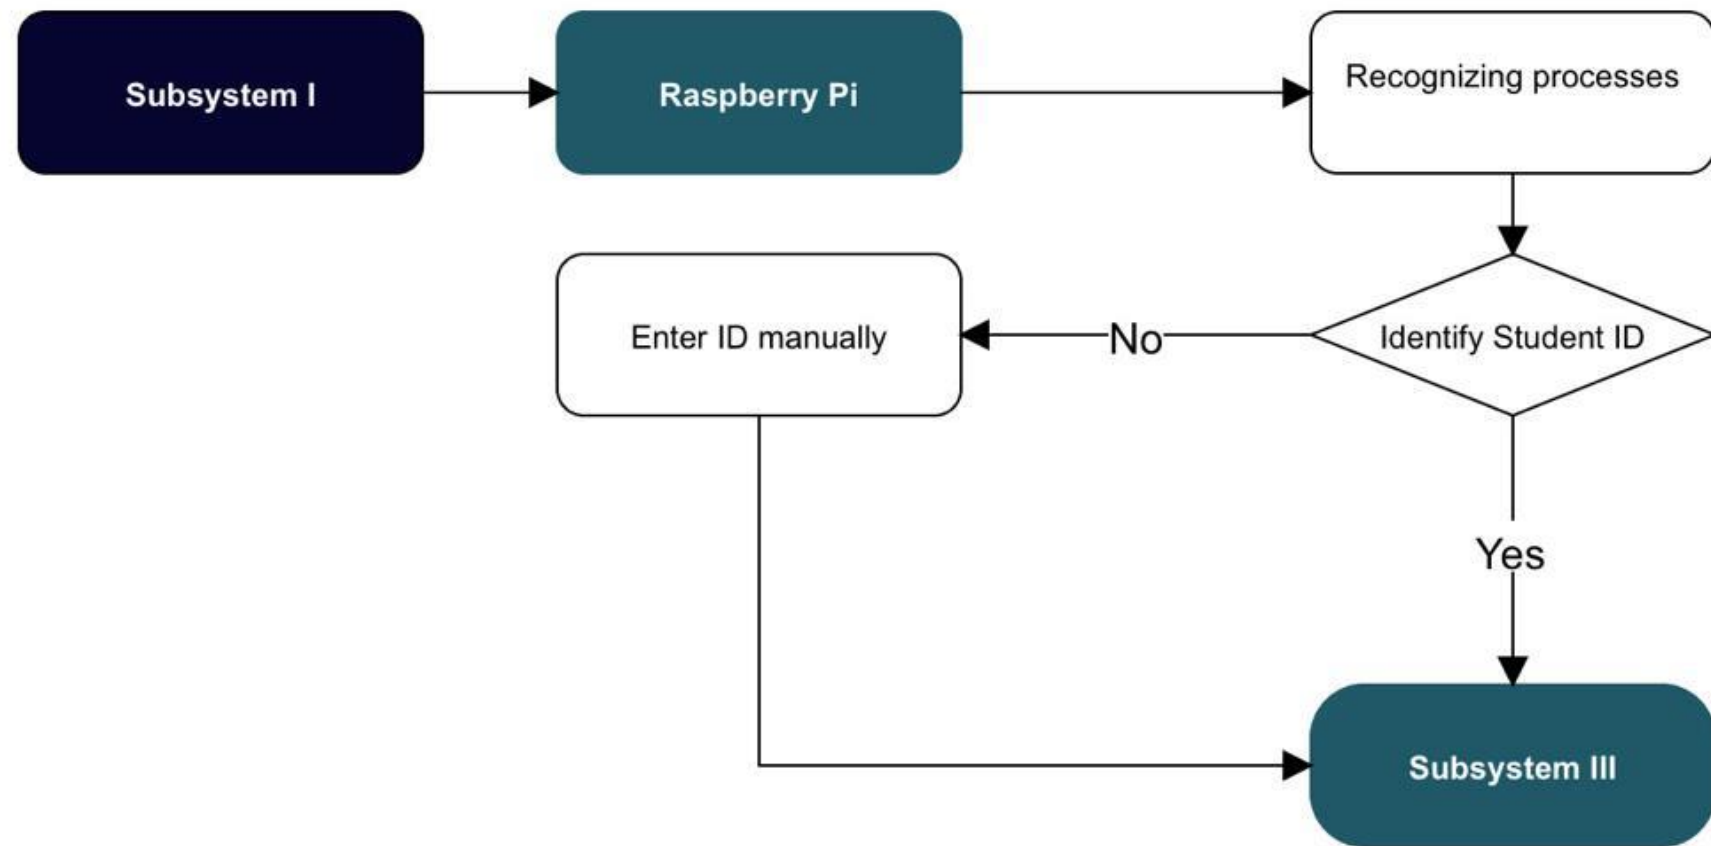 Subsystem I
Raspberry Pi
Recognizing processes
Enter ID manually
No
Identify Student ID
Yes
Subsystem III